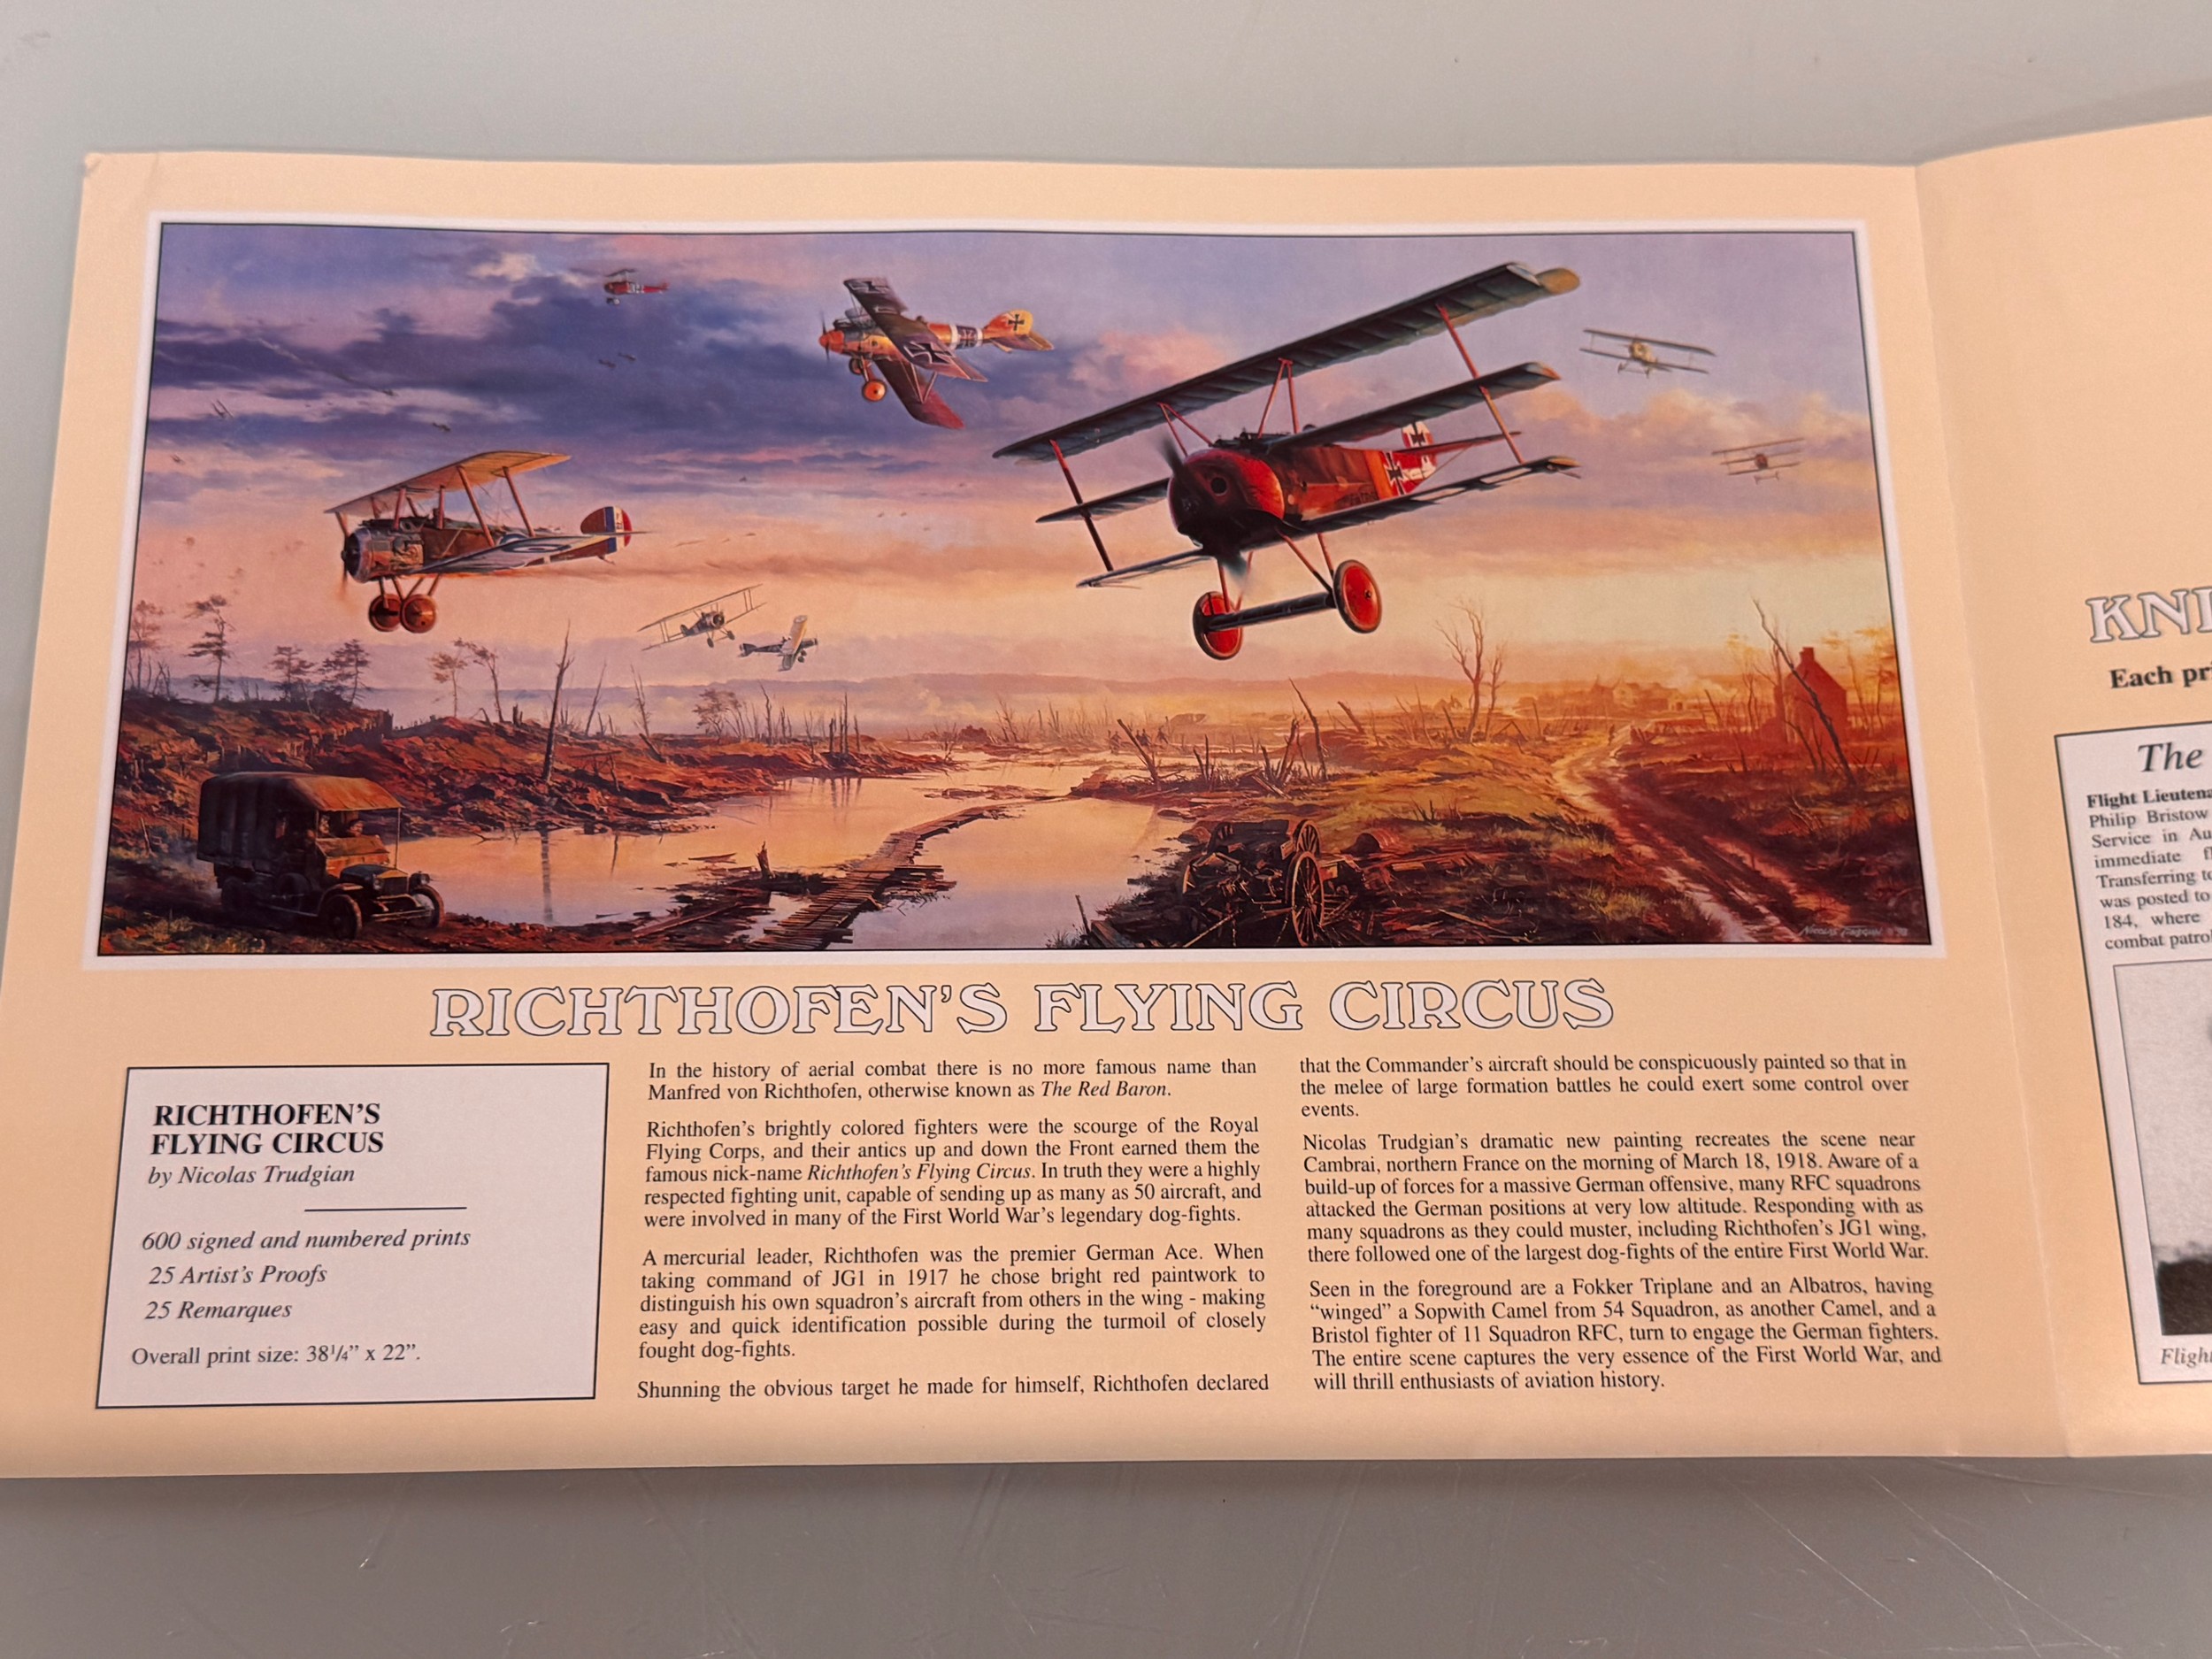 RICHTHOFEN'S FLYING CIRCUS
RICHTHOFEN'S
FLYING CIRCUS
by Nicolas Trudgian
600 signed and numbered prints
25 Artist's Proofs
25 Remarques
Overall print size: 38¼" x 22".
In the history of aerial combat there is no more famous name than
Manfred von Richthofen, otherwise known as The Red Baron.
Richthofen's brightly colored fighters were the scourge of the Royal
Flying Corps, and their antics up and down the Front earned them the
famous nick-name Richthofen's Flying Circus. In truth they were a highly
respected fighting unit, capable of sending up as many as 50 aircraft, and
were involved in many of the First World War's legendary dog-fights.
A mercurial leader, Richthofen was the premier German Ace. When
taking command of JG1 in 1917 he chose bright red paintwork to
distinguish his own squadron's aircraft from others in the wing - making
easy and quick identification possible during the turmoil of closely
fought dog-fights.
Shunning the obvious target he made for himself, Richthofen declared
that the Commander's aircraft should be conspicuously painted so that in
the melee of large formation battles he could exert some control over
events.
Nicolas Trudgian's dramatic new painting recreates the scene near
Cambrai, northern France on the morning of March 18, 1918. Aware of a
build-up of forces for a massive German offensive, many RFC squadrons
attacked the German positions at very low altitude. Responding with as
many squadrons as they could muster, including Richthofen's JG1 wing,
there followed one of the largest dog-fights of the entire First World War.
Seen in the foreground are a Fokker Triplane and an Albatros, having
"winged" a Sopwith Camel from 54 Squadron, as another Camel, and a
Bristol fighter of 11 Squadron RFC, turn to engage the German fighters.
The entire scene captures the very essence of the First World War, and
will thrill enthusiasts of aviation history.
Each
The
Flight
Philip Bristow
Service in
immediate
Transferring
was posted to
184, where
combat